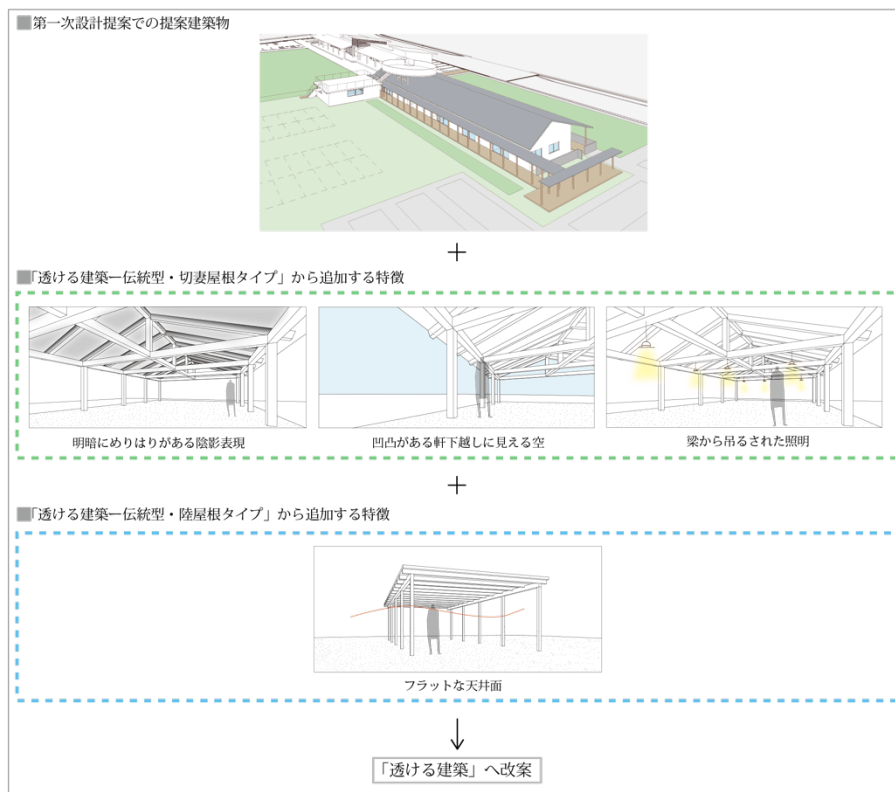 ■第一次設計提案での提案建築物
+
■「透ける建築ー伝統型・切妻屋根タイプ」から追加する特徴
明暗にめりはりがある陰影表現
凹凸がある軒下越しに見える空
梁から吊るされた照明
+
■「透ける建築ー伝統型・陸屋根タイプ」から追加する特徴
フラットな天井面
「透ける建築」へ改案